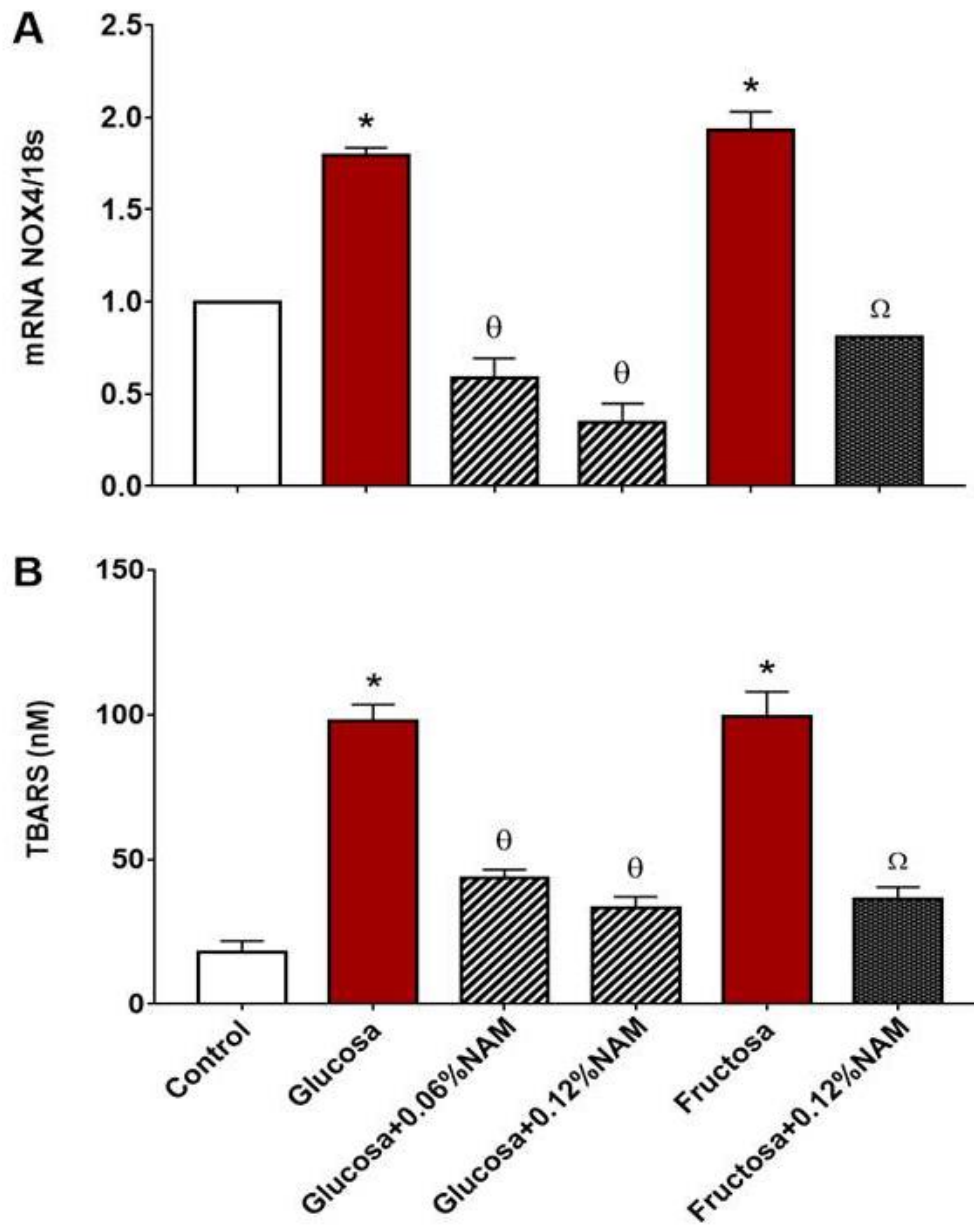 A
mRNA NOX4/18s
2.5
2.0
1.5
1.0
0.5
0.0
*
θ
θ
*
Ω
B
TBARS (nM)
150
100
50
0
*
θ
θ
*
Ω
Control
Glucosa
Glucosa+0.06%NAM
Glucosa+0.12%NAM
Fructosa
Fructosa+0.12%NAM